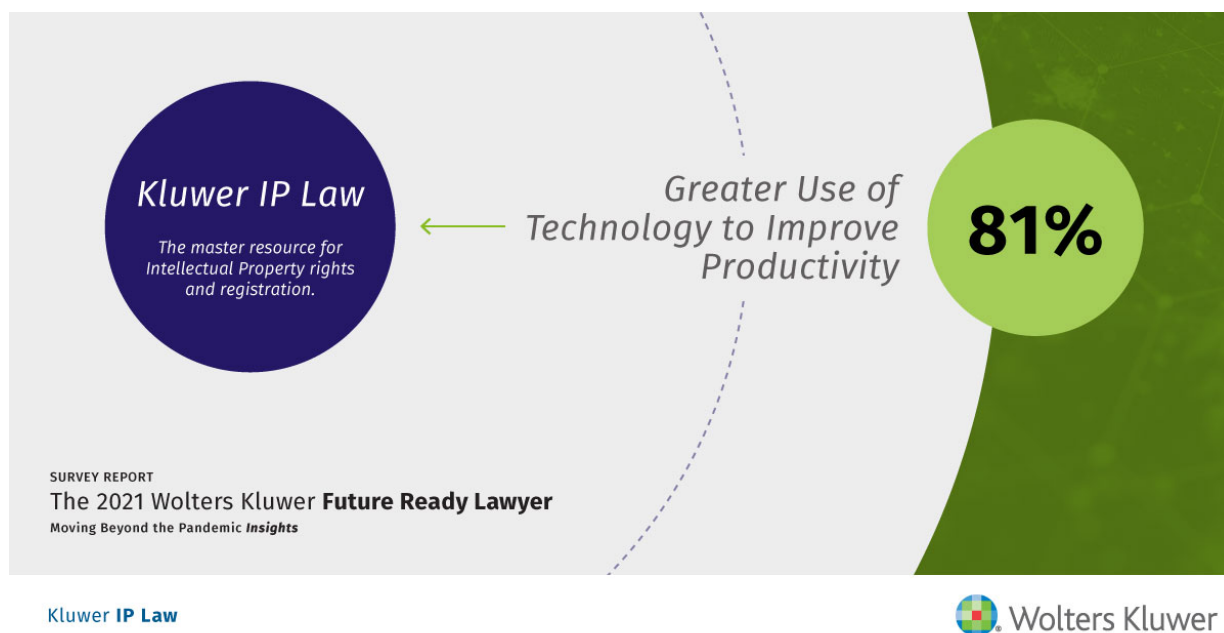 Kluwer IP Law
The master resource for
Intellectual Property rights
and registration.
Greater Use of
Technology to Improve
Productivity
81%
SURVEY REPORT
The 2021 Wolters Kluwer Future Ready Lawyer
Moving Beyond the Pandemic Insights
Kluwer IP Law
Wolters Kluwer